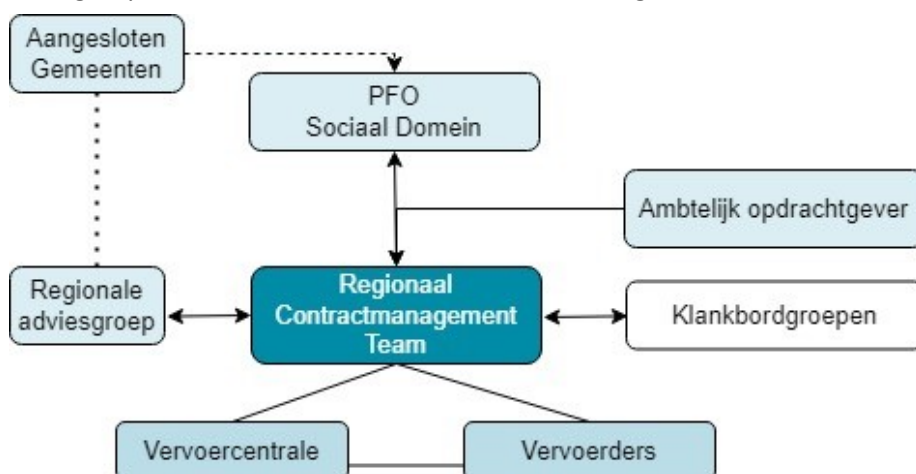 Aangesloten
Gemeenten
PFO
Sociaal Domein
Ambtelijk opdrachtgever
Regionale
adviesgroep
Regionaal
Contractmanagement
Team
Klankbordgroepen
Vervoercentrale
Vervoerders